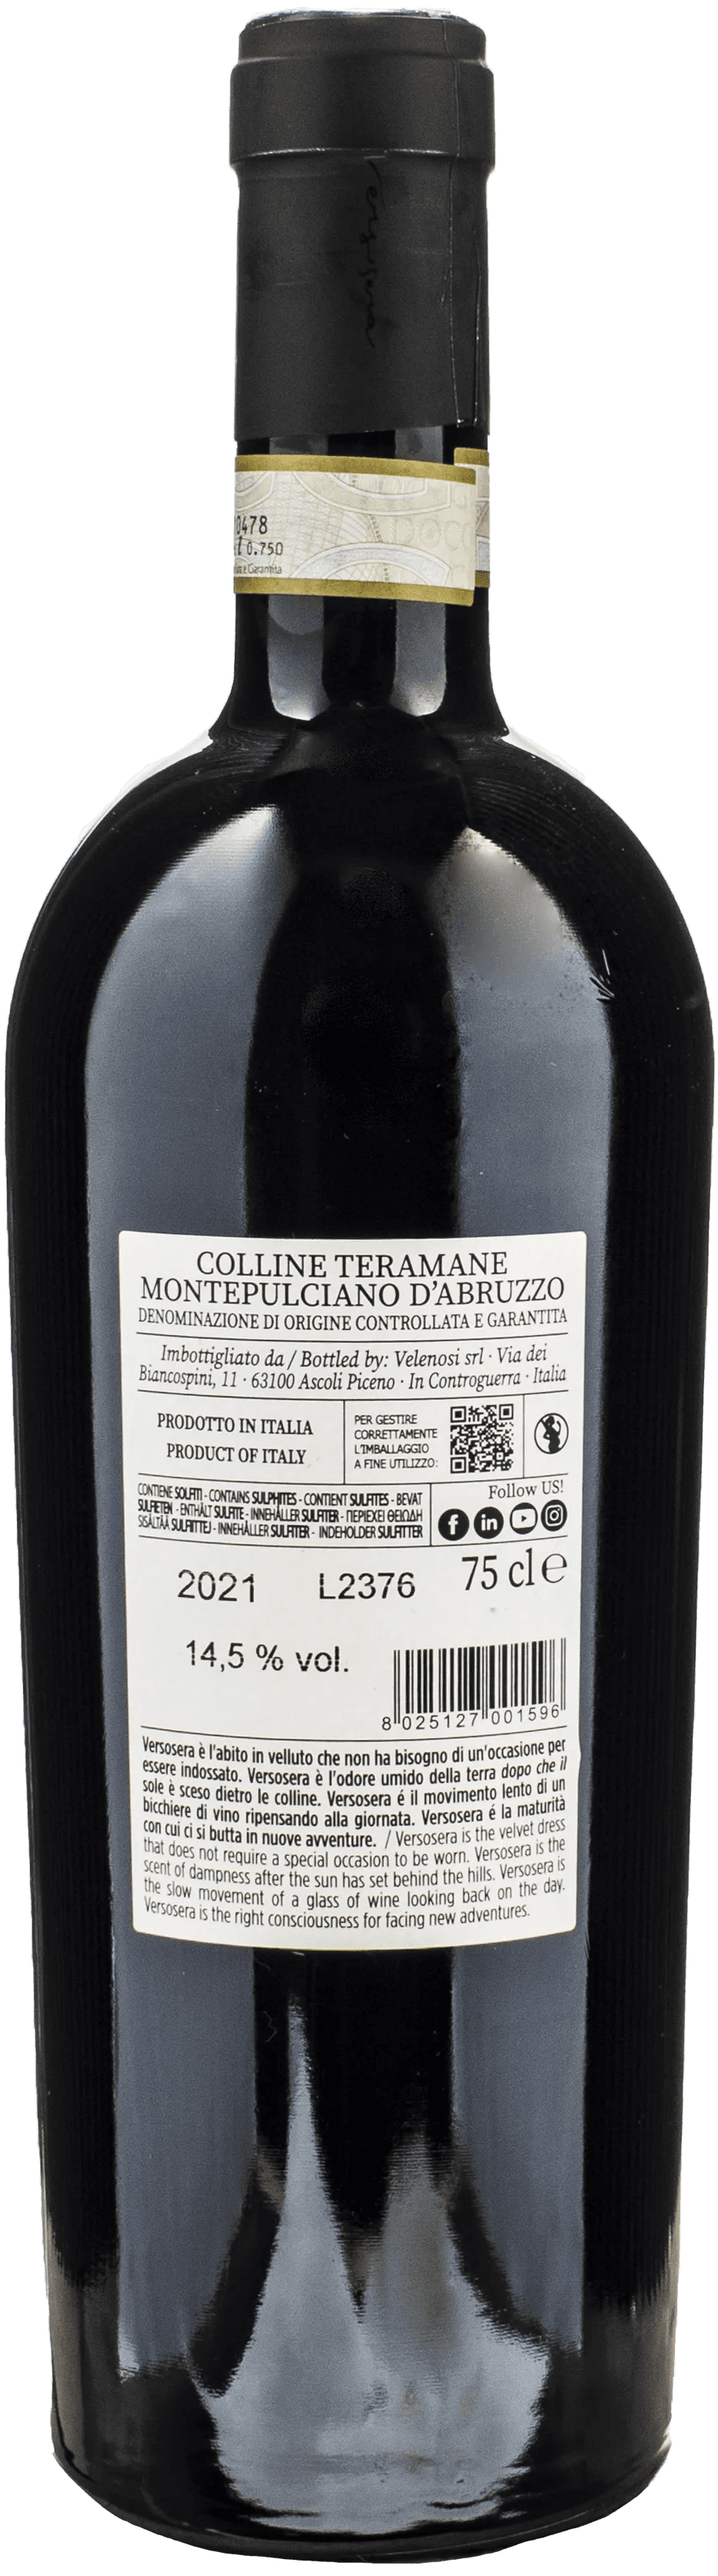 Versosera
0478
l 0.750
DOCG
COLLINE TERAMANE
MONTEPULCIANO D'ABRUZZO
DENOMINAZIONE DI ORIGINE CONTROLLATA E GARANTITA
Imbottigliato da / Bottled by: Velenosi srl · Via dei
Biancospini, 11 · 63100 Ascoli Piceno · In Controguerra · Italia
PRODOTTO IN ITALIA
PRODUCT OF ITALY
PER GESTIRE
CORRETTAMENTE
L'IMBALLAGGIO
A FINE UTILIZZO:
CONTIENE SOLFITI - CONTAINS SULPHITES - CONTIENT SULFITES - BEVAT
SULFIETEN - ENTHÄLT SULFITE - INNEHÅLLER SULFITER - ΠΕΡΙΕΧΕΙ ΘΕΙΩΔΗ
SISÄLTÄÄ SULFIITTEJ - INNEHÅLLER SULFITER - INDEHOLDER SULFITTER
Follow US!
2021 L2376 75 cl e
14,5 % vol.
8 025127 001596
Versosera è l'abito in velluto che non ha bisogno di un'occasione per
essere indossato. Versosera è l'odore umido della terra dopo che il
sole è sceso dietro le colline. Versosera é il movimento lento di un
bicchiere di vino ripensando alla giornata. Versosera é la maturità
con cui ci si butta in nuove avventure. / Versosera is the velvet dress
that does not require a special occasion to be worn. Versosera is the
scent of dampness after the sun has set behind the hills. Versosera is
the slow movement of a glass of wine looking back on the day.
Versosera is the right consciousness for facing new adventures.